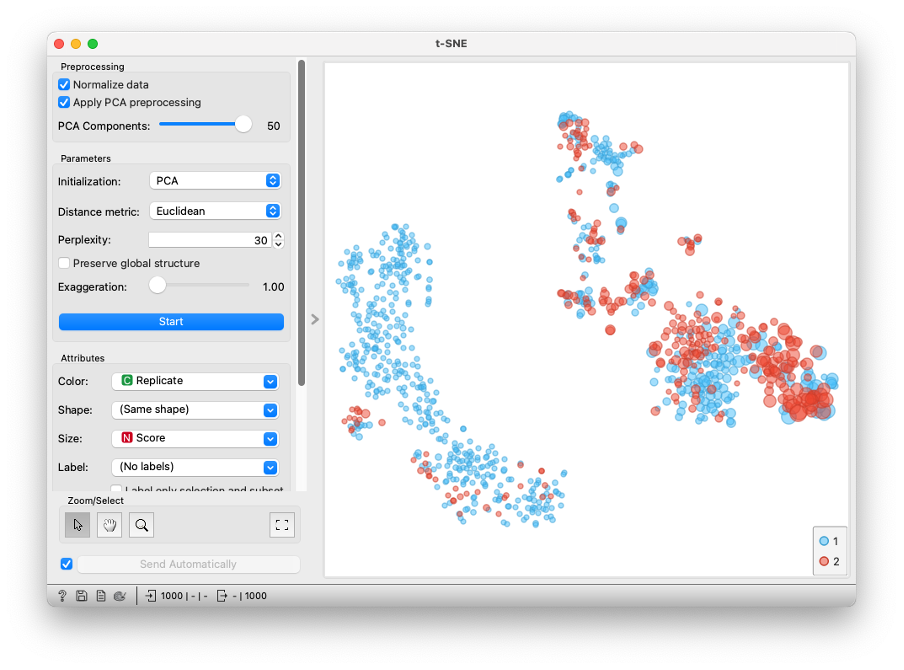 t-SNE
Preprocessing
Normalize data
Apply PCA preprocessing
PCA Components: 50
Parameters
Initialization: PCA
Distance metric: Euclidean
Perplexity: 30
Preserve global structure
Exaggeration: 1.00
Start
Attributes
Color: C Replicate
Shape: (Same shape)
Size: N Score
Label: (No labels)
Label only selection and subset
Zoom/Select
Send Automatically
1
2
? 1000 | - | - - | 1000